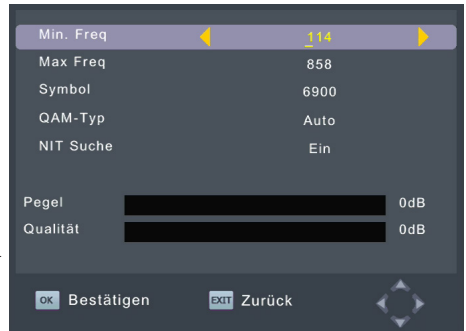 Min. Freq 114
Max Freq 858
Symbol 6900
QAM-Typ Auto
NIT Suche Ein
Pegel 0dB
Qualität 0dB
OK Bestätigen EXIT Zurück